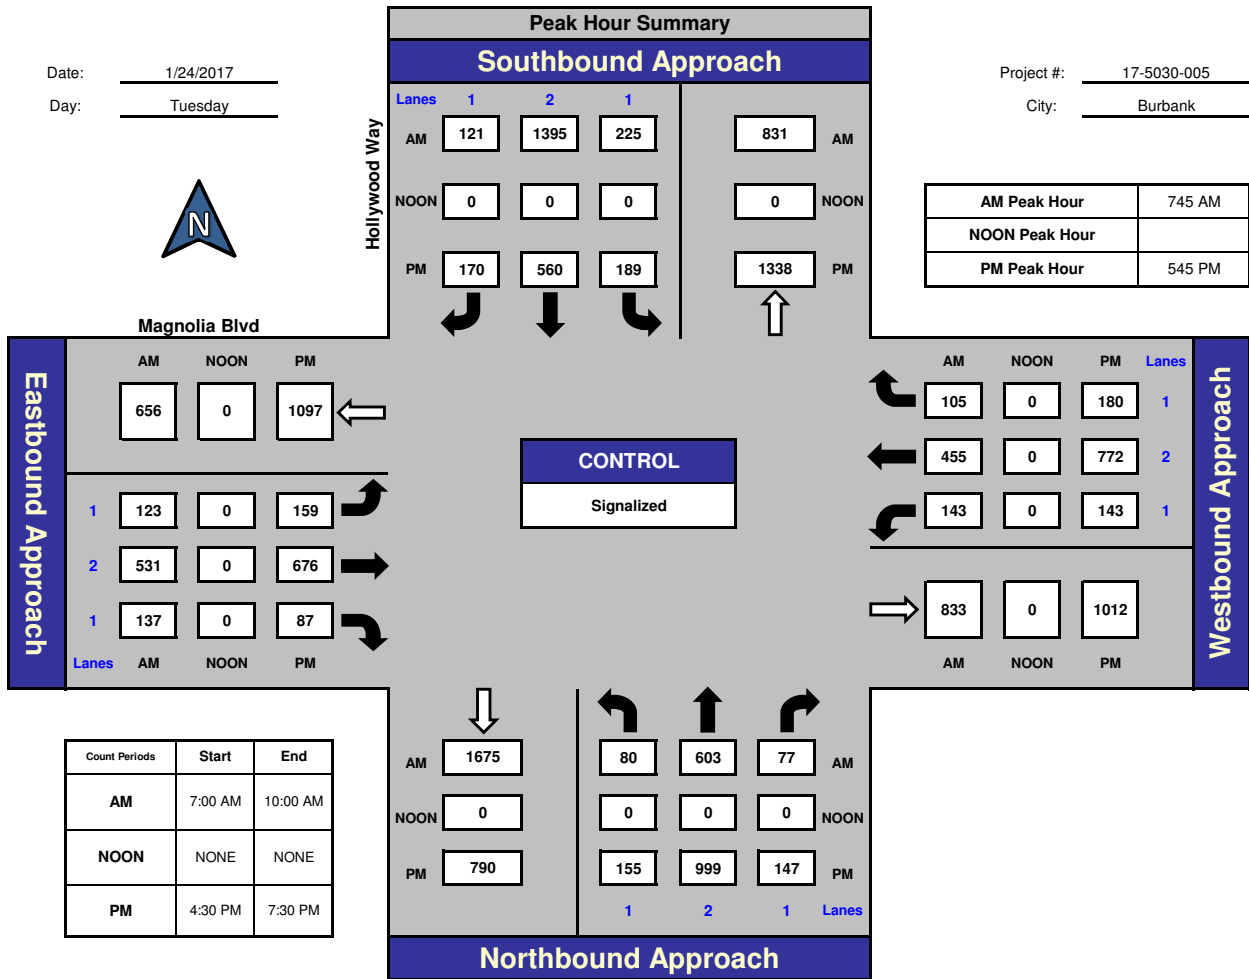 Peak Hour Summary
Southbound Approach
Date: 1/24/2017
Day: Tuesday
Project #: 17-5030-005
City: Burbank
Hollywood Way
Lanes 1 2 1
AM 121 1395 225 831 AM
NOON 0 0 0 0 NOON
PM 170 560 189 1338 PM
N
AM Peak Hour 745 AM
NOON Peak Hour
PM Peak Hour 545 PM
Magnolia Blvd
Eastbound Approach
AM NOON PM
656 0 1097
1 123 0 159
2 531 0 676
1 137 0 87
Lanes AM NOON PM
CONTROL
Signalized
AM NOON PM Lanes
105 0 180 1
455 0 772 2
143 0 143 1
833 0 1012
AM NOON PM
Westbound Approach
Count Periods Start End
AM 7:00 AM 10:00 AM
NOON NONE NONE
PM 4:30 PM 7:30 PM
AM 1675 80 603 77 AM
NOON 0 0 0 0 NOON
PM 790 155 999 147 PM
1 2 1 Lanes
Northbound Approach